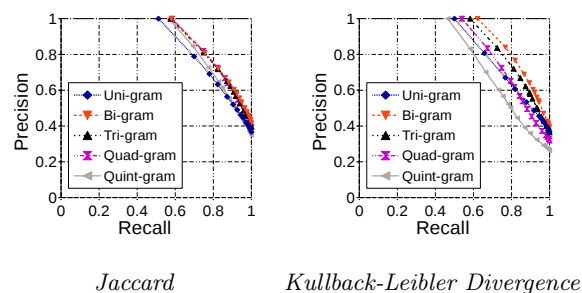 Precision
1
0.8
0.6
0.4
0.2
0
0 0.2 0.4 0.6 0.8 1
Recall
Uni-gram
Bi-gram
Tri-gram
Quad-gram
Quint-gram
Jaccard
Precision
1
0.8
0.6
0.4
0.2
0
0 0.2 0.4 0.6 0.8 1
Recall
Uni-gram
Bi-gram
Tri-gram
Quad-gram
Quint-gram
Kullback-Leibler Divergence